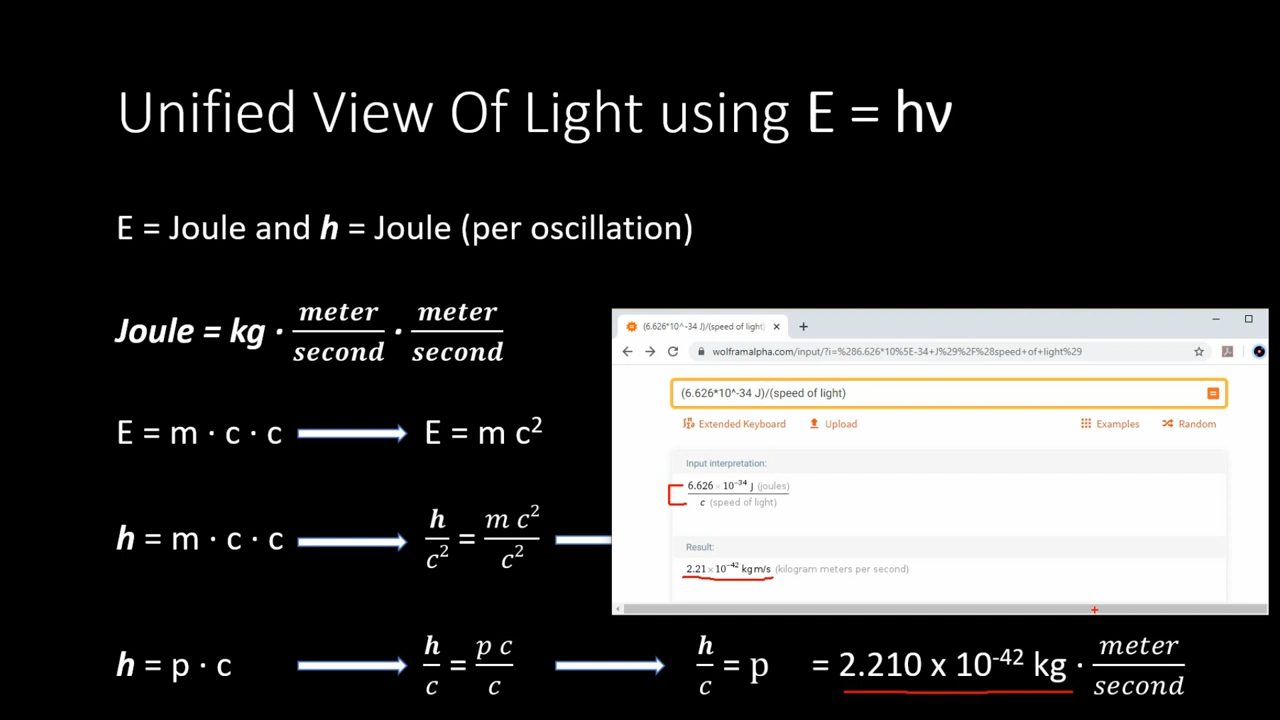 Unified View Of Light using E = hν
E = Joule and h = Joule (per oscillation)
Joule = kg · meter/second · meter/second
E = m · c · c E = m c²
h = m · c · c h/c² = m c²/c²
(6.626*10^-34 J)/(speed of light)
wolframalpha.com/input/?i=%286.626*10%5E-34+J%29%2F%28speed+of+light%29
(6.626*10^-34 J)/(speed of light)
Extended Keyboard Upload Examples Random
Input interpretation:
6.626×10⁻³⁴ J (joules)
c (speed of light)
Result:
2.21×10⁻⁴² kg m/s (kilogram meters per second)
h = p · c h/c = p c/c h/c = p = 2.210 x 10⁻⁴² kg · meter/second